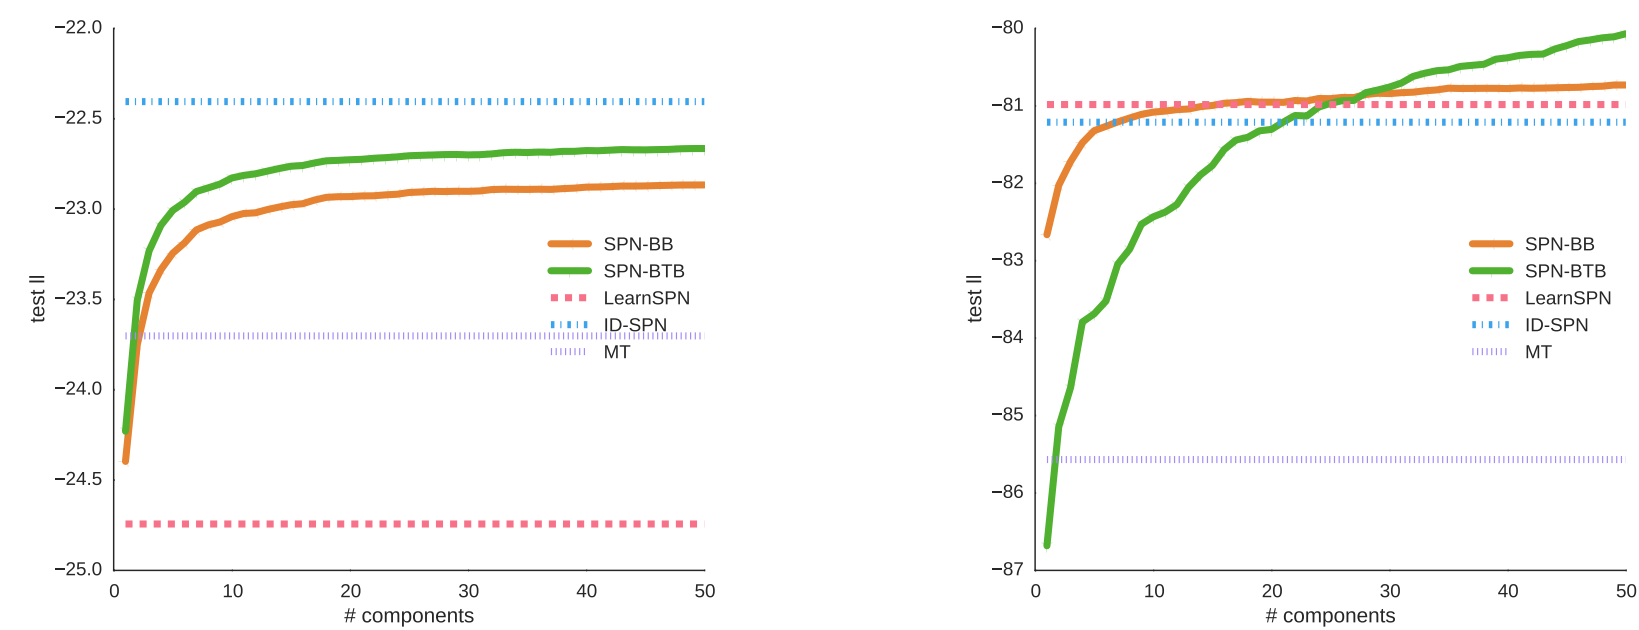 −22.0
−22.5
−23.0
−23.5
−24.0
−24.5
−25.0
test ll
0 10 20 30 40 50
# components
SPN-BB
SPN-BTB
LearnSPN
ID-SPN
MT
−80
−81
−82
−83
−84
−85
−86
−87
test ll
0 10 20 30 40 50
# components
SPN-BB
SPN-BTB
LearnSPN
ID-SPN
MT